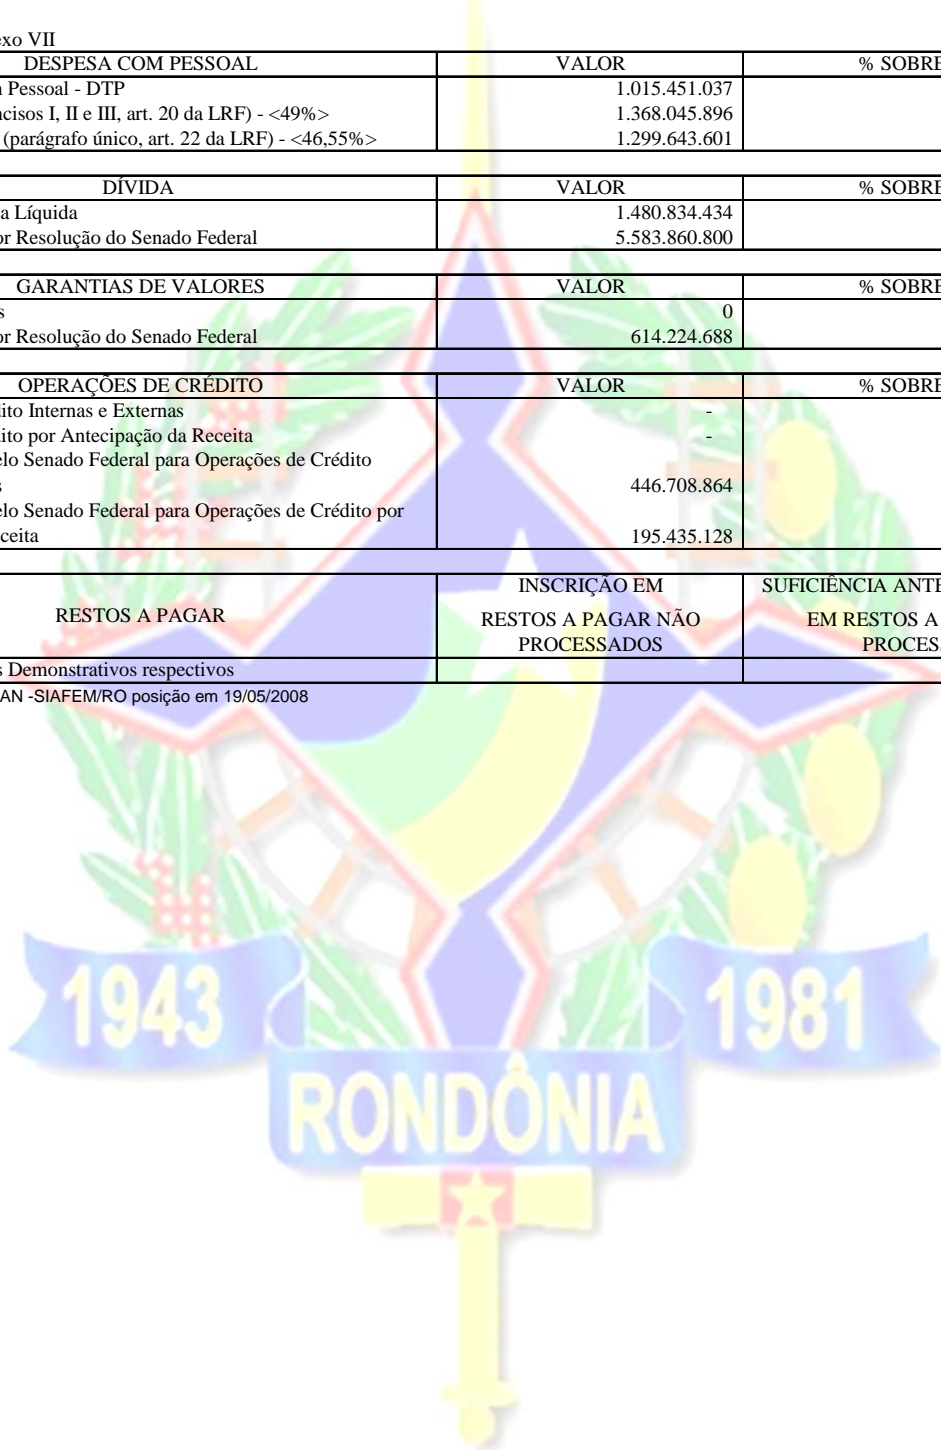 exo VII
DESPESA COM PESSOAL VALOR % SOBRE
Pessoal - DTP 1.015.451.037
ncisos I, II e III, art. 20 da LRF) - <49%> 1.368.045.896
(parágrafo único, art. 22 da LRF) - <46,55%> 1.299.643.601
DÍVIDA VALOR % SOBRE
a Líquida 1.480.834.434
or Resolução do Senado Federal 5.583.860.800
GARANTIAS DE VALORES VALOR % SOBRE
s 0
or Resolução do Senado Federal 614.224.688
OPERAÇÕES DE CRÉDITO VALOR % SOBRE
dito Internas e Externas -
dito por Antecipação da Receita -
elo Senado Federal para Operações de Crédito
s 446.708.864
elo Senado Federal para Operações de Crédito por
ceita 195.435.128
INSCRIÇÃO EM SUFICIÊNCIA ANTE
RESTOS A PAGAR RESTOS A PAGAR NÃO EM RESTOS A
PROCESSADOS PROCES
s Demonstrativos respectivos
AN -SIAFEM/RO posição em 19/05/2008
1943 1981
RONDÔNIA